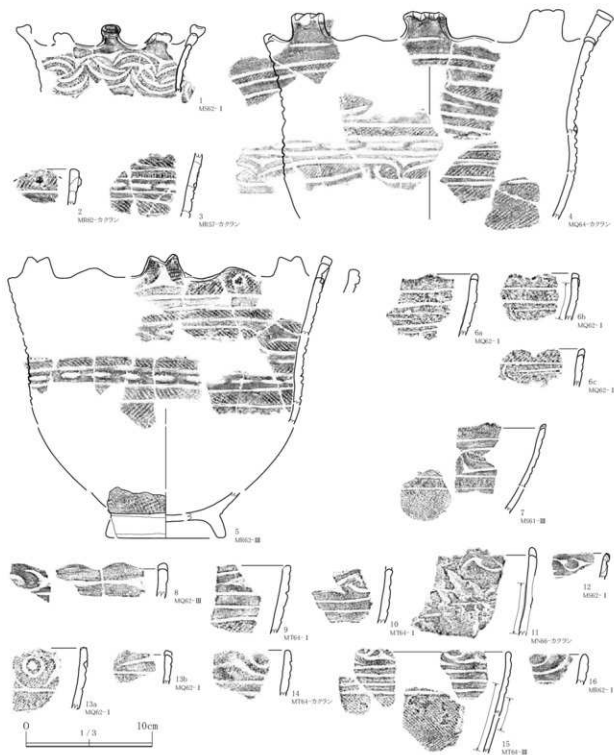 1
MS62-Ⅰ
2
MR62-カクラン
3
MR57-カクラン
4
MQ64-カクラン
5
MR63-Ⅲ
6a
MQ62-Ⅰ
6b
MQ62-Ⅰ
6c
MQ62-Ⅱ
7
MS61-Ⅲ
8
MQ62-Ⅲ
9
MT64-Ⅰ
10
MT64-Ⅰ
11
MN66-カクラン
12
MS62-Ⅰ
13a
MQ62-Ⅰ
13b
MQ62-Ⅰ
14
MT64-カクラン
15
MT64-Ⅲ
16
MR62-Ⅰ
0 1/3 10cm